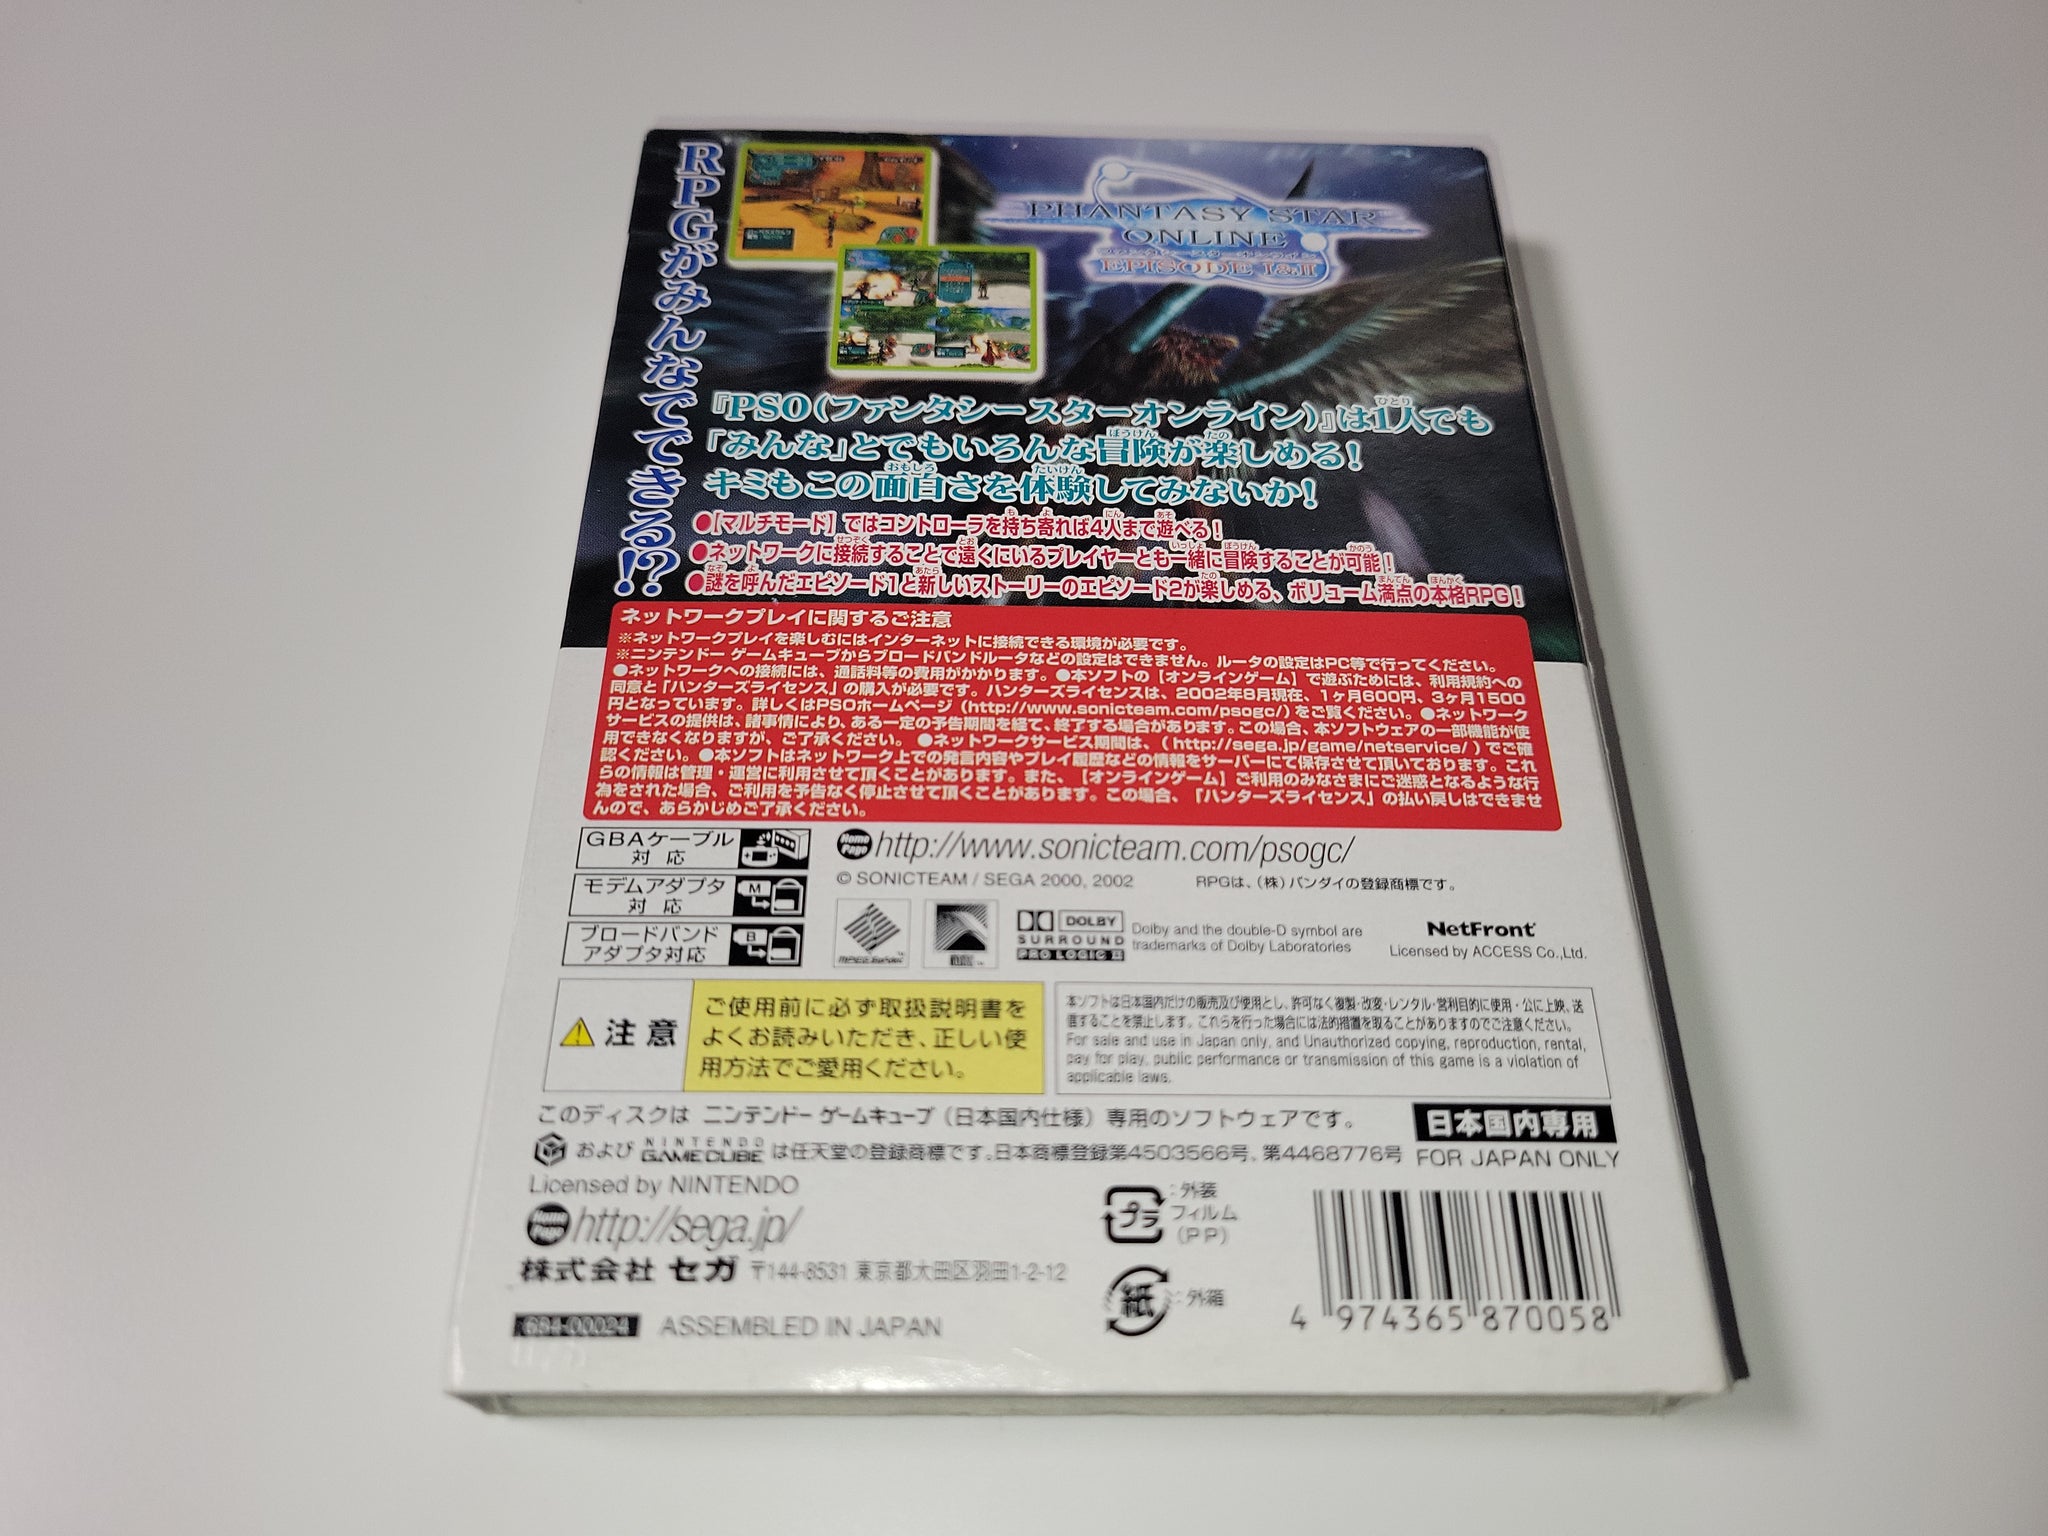 RPGがみんなでできる!?
PHANTASY STAR
ONLINE
ファンタシースターオンライン
EPISODE I&II
『PSO(ファンタシースターオンライン)』は1人でも
「みんな」とでもいろんな冒険が楽しめる!
キミもこの面白さを体験してみないか!
●【マルチモード】ではコントローラを持ち寄れば4人まで遊べる!
●ネットワークに接続することで遠くにいるプレイヤーとも一緒に冒険することが可能!
●謎を呼んだエピソード1と新しいストーリーのエピソード2が楽しめる、ボリューム満点の本格RPG!
ネットワークプレイに関するご注意
※ネットワークプレイを楽しむにはインターネットに接続できる環境が必要です。
※ニンテンドー ゲームキューブからブロードバンドルータなどの設定はできません。ルータの設定はPC等で行ってください。
●ネットワークへの接続には、通話料等の費用がかかります。●本ソフトの【オンラインゲーム】で遊ぶためには、利用規約への
同意と「ハンターズライセンス」の購入が必要です。ハンターズライセンスは、2002年8月現在、1ヶ月600円、3ヶ月1500
円となっています。詳しくはPSOホームページ(http://www.sonicteam.com/psogc/)をご覧ください。●ネットワーク
サービスの提供は、諸事情により、ある一定の予告期間を経て、終了する場合があります。この場合、本ソフトウェアの一部機能が使
用できなくなりますが、ご了承ください。●ネットワークサービス期間は、(http://sega.jp/game/netservice/)でご確
認ください。●本ソフトはネットワーク上での発言内容やプレイ履歴などの情報をサーバーにて保存させて頂いております。これ
らの情報は管理・運営に利用させて頂くことがあります。また、【オンラインゲーム】ご利用のみなさまにご迷惑となるような行
為をされた場合、ご利用を予告なく停止させて頂くことがあります。この場合、「ハンターズライセンス」の払い戻しはできませ
んので、あらかじめご了承ください。
GBAケーブル
対応
モデムアダプタ
対応
M
ブロードバンド
アダプタ対応
B
Home Page http://www.sonicteam.com/psogc/
© SONICTEAM / SEGA 2000, 2002
RPGは、(株)バンダイの登録商標です。
DOLBY
SURROUND
PRO LOGIC II
Dolby and the double-D symbol are
trademarks of Dolby Laboratories
NetFront
Licensed by ACCESS Co.,Ltd.
注意
ご使用前に必ず取扱説明書を
よくお読みいただき、正しい使
用方法でご愛用ください。
本ソフトは日本国内だけの販売及び使用とし、許可なく複製・改変・レンタル・営利目的に使用・公に上映、送
信することを禁止します。これらを行った場合には法的措置を取ることがありますのでご注意ください。
For sale and use in Japan only, and Unauthorized copying, reproduction, rental,
pay for play, public performance or transmission of this game is a violation of
applicable laws.
このディスクは ニンテンドー ゲームキューブ(日本国内仕様)専用のソフトウェアです。
および NINTENDO GAMECUBE は任天堂の登録商標です。日本商標登録第4503566号、第4468776号
日本国内専用
FOR JAPAN ONLY
Licensed by NINTENDO
Home Page http://sega.jp/
株式会社 セガ 〒144-8531 東京都大田区羽田1-2-12
684-00024 ASSEMBLED IN JAPAN
プラ :外装
フィルム
(PP)
紙 :外箱
4 974365 870058